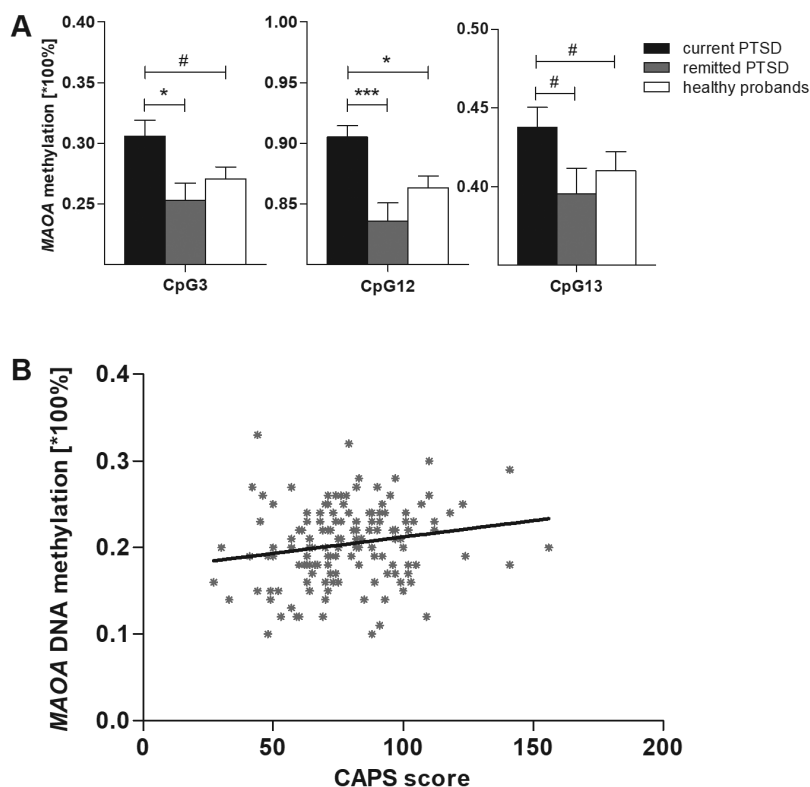 A
MAOA methylation [*100%]
0.40
0.35
0.30
0.25
#
*
CpG3
1.00
0.95
0.90
0.85
*
***
CpG12
0.50
0.45
0.40
#
#
CpG13
current PTSD
remitted PTSD
healthy probands
B
MAOA DNA methylation [*100%]
0.4
0.3
0.2
0.1
0.0
0 50 100 150 200
CAPS score